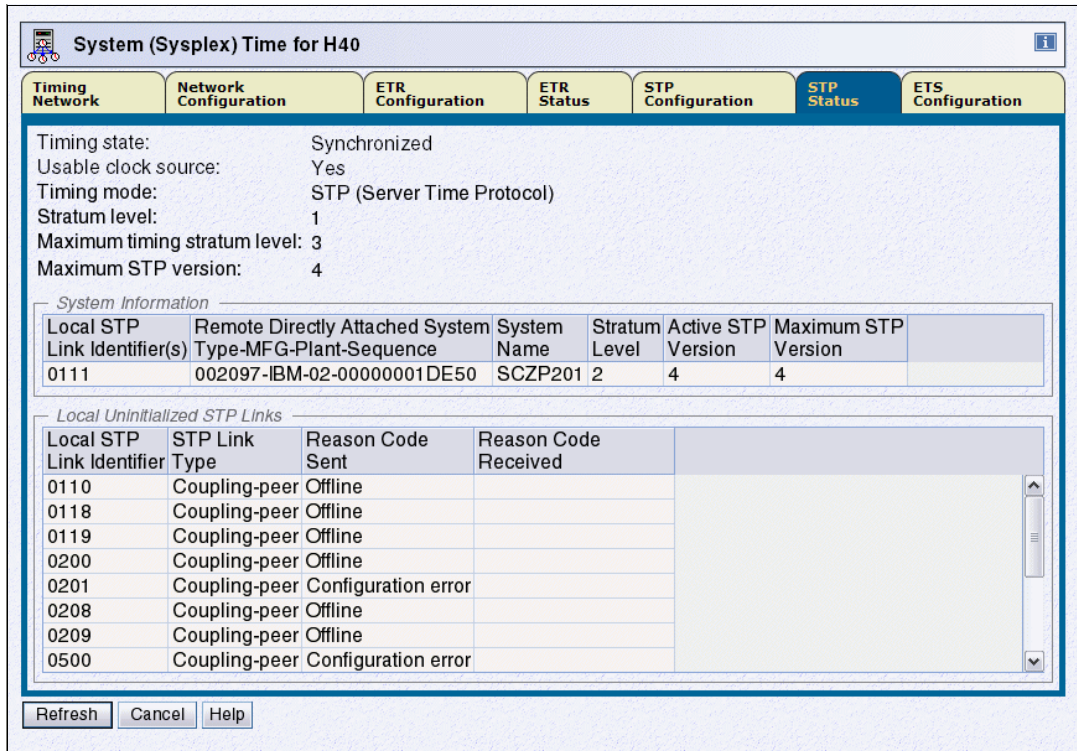 System (Sysplex) Time for H40
Timing Network
Network Configuration
ETR Configuration
ETR Status
STP Configuration
STP Status
ETS Configuration
Timing state: Synchronized
Usable clock source: Yes
Timing mode: STP (Server Time Protocol)
Stratum level: 1
Maximum timing stratum level: 3
Maximum STP version: 4
System Information
Local STP Link Identifier(s) Remote Directly Attached System Type-MFG-Plant-Sequence System Name Stratum Level Active STP Version Maximum STP Version
0111 002097-IBM-02-00000001DE50 SCZP201 2 4 4
Local Uninitialized STP Links
Local STP Link Identifier STP Link Type Reason Code Sent Reason Code Received
0110 Coupling-peer Offline
0118 Coupling-peer Offline
0119 Coupling-peer Offline
0200 Coupling-peer Offline
0201 Coupling-peer Configuration error
0208 Coupling-peer Offline
0209 Coupling-peer Offline
0500 Coupling-peer Configuration error
Refresh Cancel Help